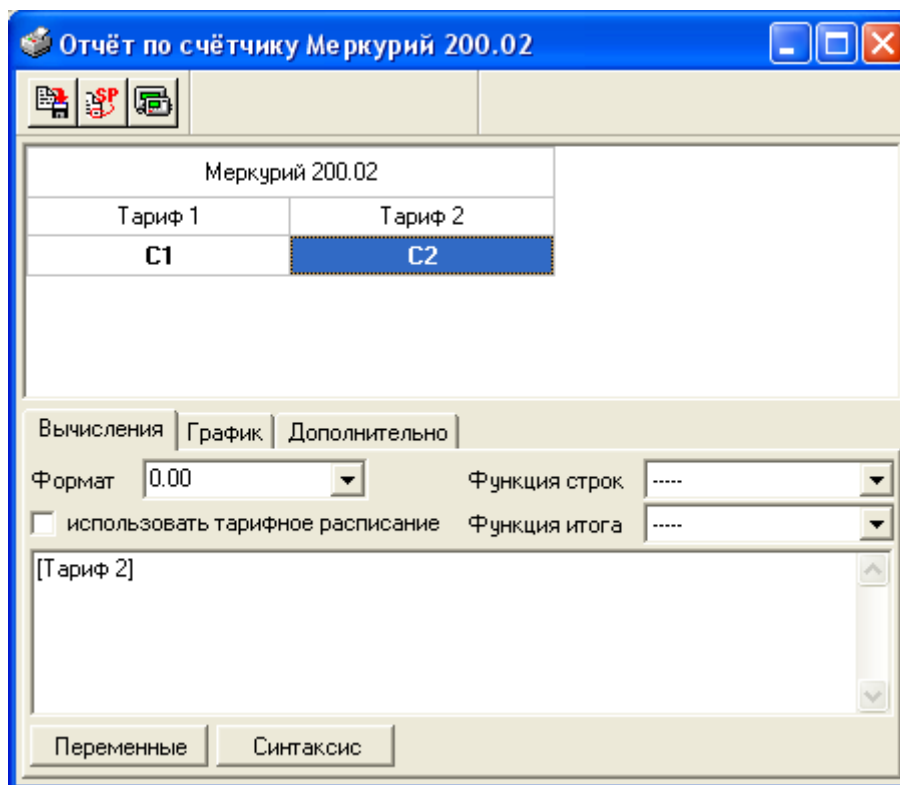 Отчёт по счётчику Меркурий 200.02
SP
Меркурий 200.02
Тариф 1 Тариф 2
C1 C2
Вычисления График Дополнительно
Формат 0.00 Функция строк -----
использовать тарифное расписание Функция итога -----
[Тариф 2]
Переменные Синтаксис